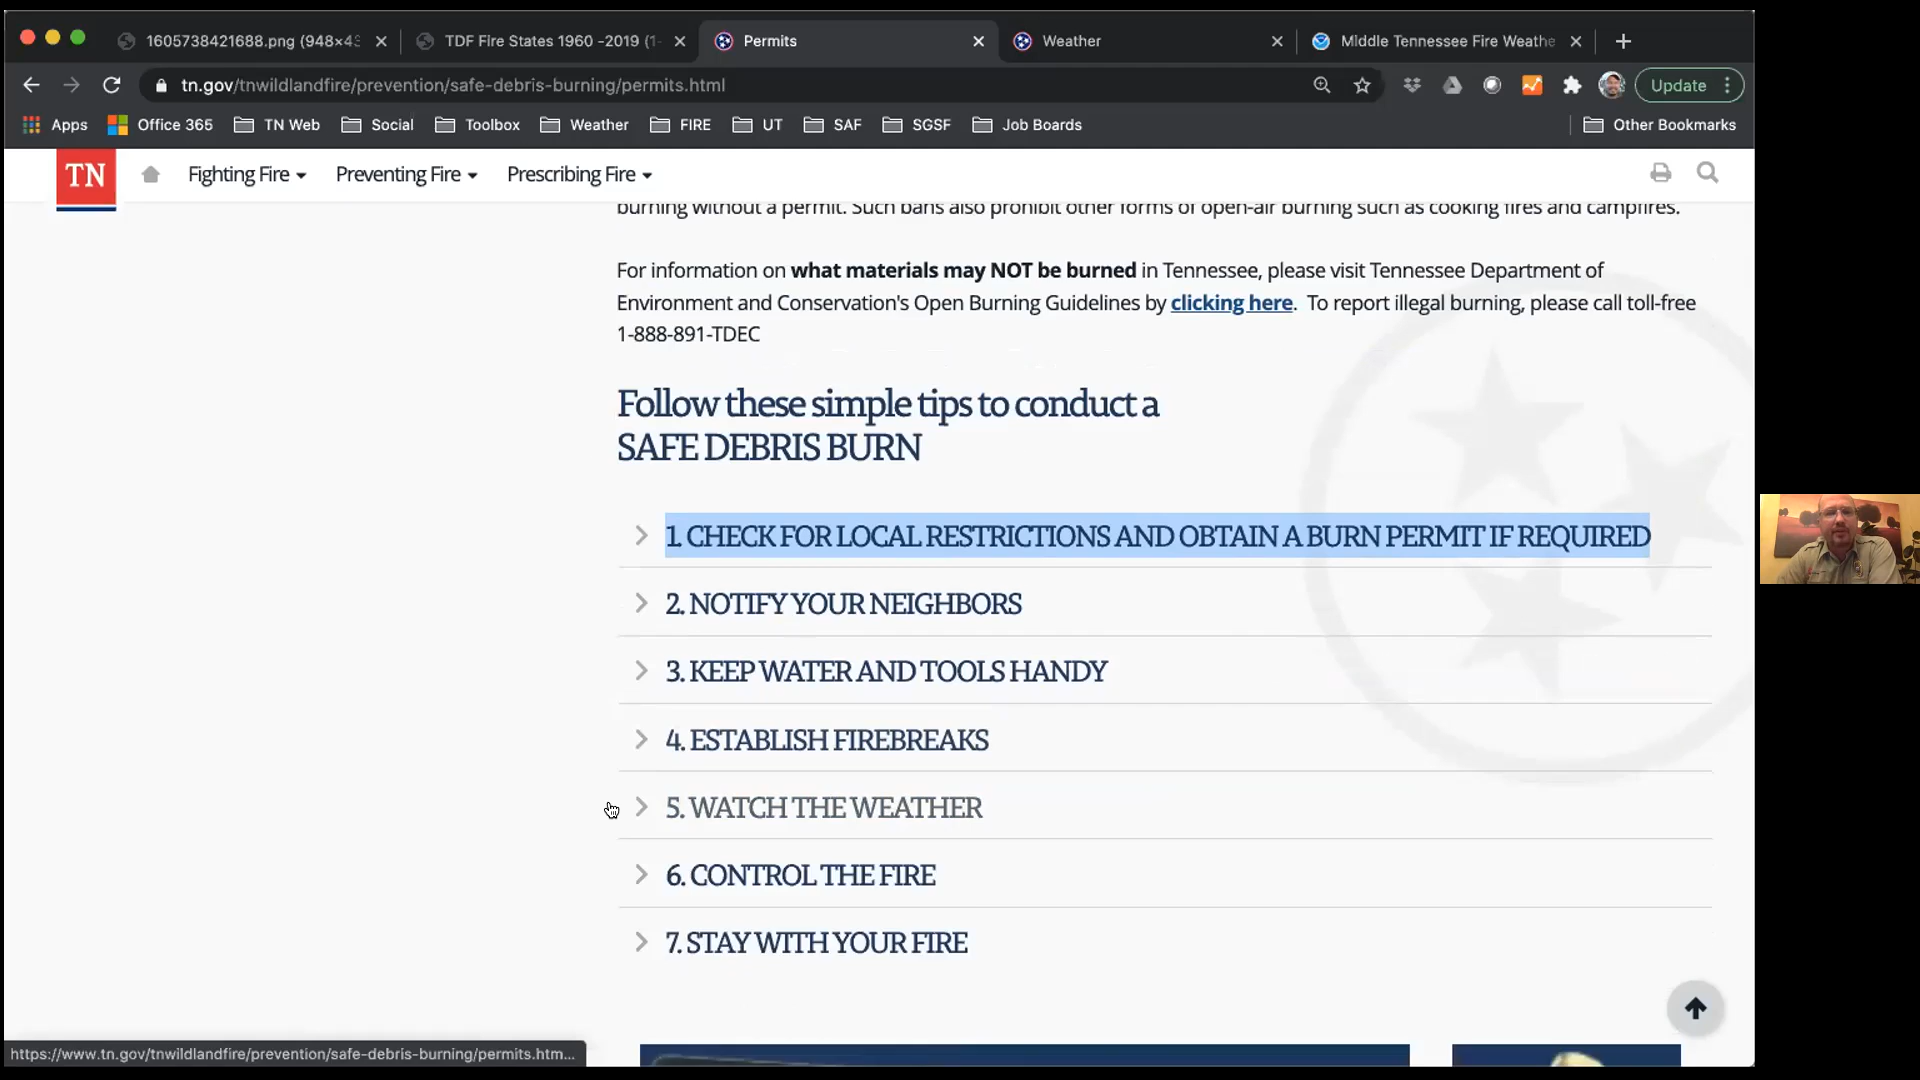 1605738421688.png (948×43
TDF Fire States 1960 -2019 (1-
Permits
Weather
Middle Tennessee Fire Weathe
tn.gov/tnwildlandfire/prevention/safe-debris-burning/permits.html
Update
Apps
Office 365
TN Web
Social
Toolbox
Weather
FIRE
UT
SAF
SGSF
Job Boards
Other Bookmarks
TN
Fighting Fire
Preventing Fire
Prescribing Fire
burning without a permit. Such bans also prohibit other forms of open-air burning such as cooking fires and campfires.
For information on what materials may NOT be burned in Tennessee, please visit Tennessee Department of
Environment and Conservation's Open Burning Guidelines by clicking here. To report illegal burning, please call toll-free
1-888-891-TDEC
Follow these simple tips to conduct a
SAFE DEBRIS BURN
1. CHECK FOR LOCAL RESTRICTIONS AND OBTAIN A BURN PERMIT IF REQUIRED
2. NOTIFY YOUR NEIGHBORS
3. KEEP WATER AND TOOLS HANDY
4. ESTABLISH FIREBREAKS
5. WATCH THE WEATHER
6. CONTROL THE FIRE
7. STAY WITH YOUR FIRE
https://www.tn.gov/tnwildlandfire/prevention/safe-debris-burning/permits.htm...